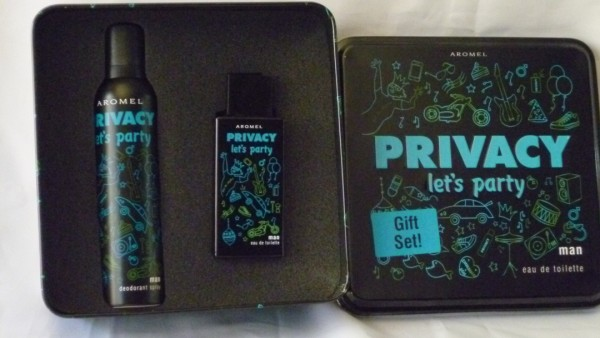 AROMEL
PRIVACY
let's party
man
deodorant spray
AROMEL
PRIVACY
let's party
man
eau de toilette
AROMEL
PRIVACY
let's party
Gift
Set!
man
eau de toilette